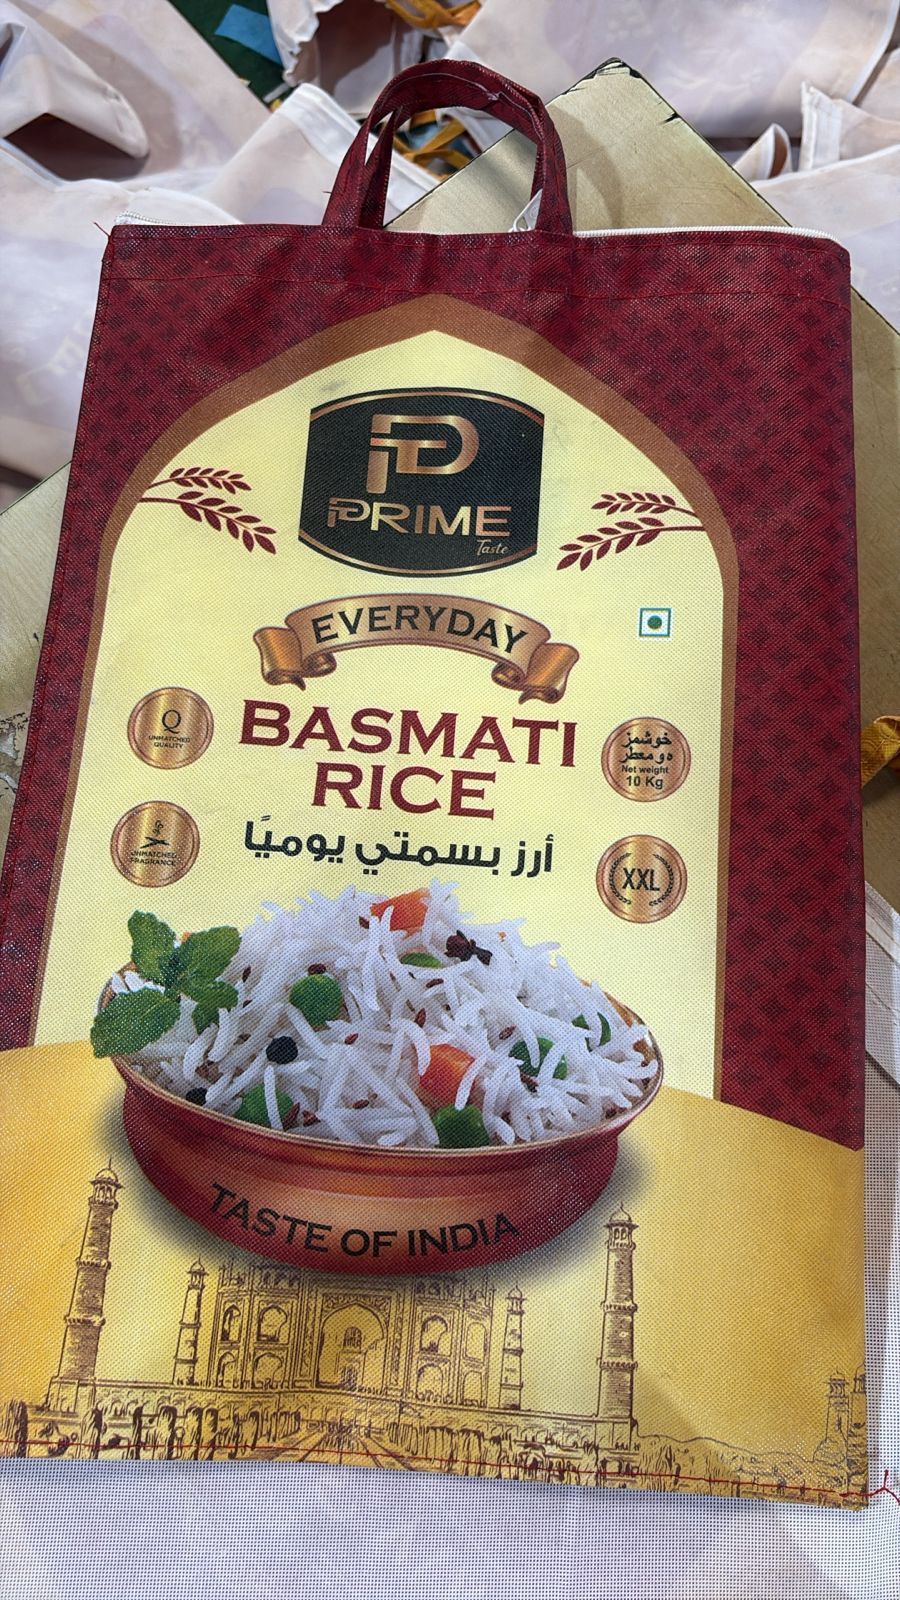 PRIME
Taste
EVERYDAY
BASMATI
RICE
أرز بسمتي يوميًا
Q
UNMATCHED
QUALITY
UNMATCHED
FRAGRANCE
خوشمز
دو معطر
Net weight
10 Kg
XXL
TASTE OF INDIA